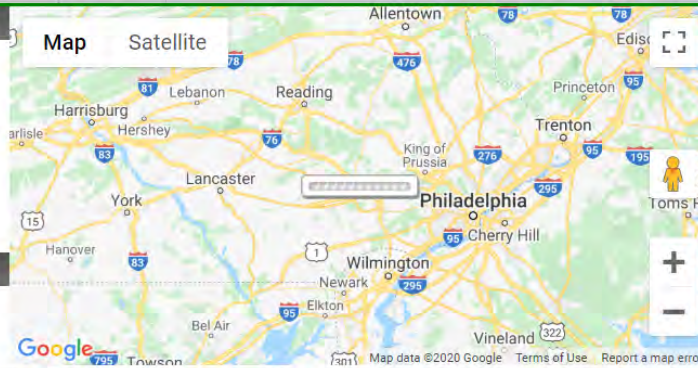 Allentown
78
78
Map
Satellite
Edis
78
476
81
Lebanon
Reading
95
Princeton
Harrisburg
Hershey
76
Trenton
arlisle
83
King of
Prussia
276
95
195
Lancaster
295
York
Philadelphia
Toms R
15
95
Cherry Hill
Hanover
83
1
Wilmington
Newark
295
+
Elkton
95
Bel Air
−
Vineland
322
Google
795
Towson
301
Map data ©2020 Google
Terms of Use
Report a map erro